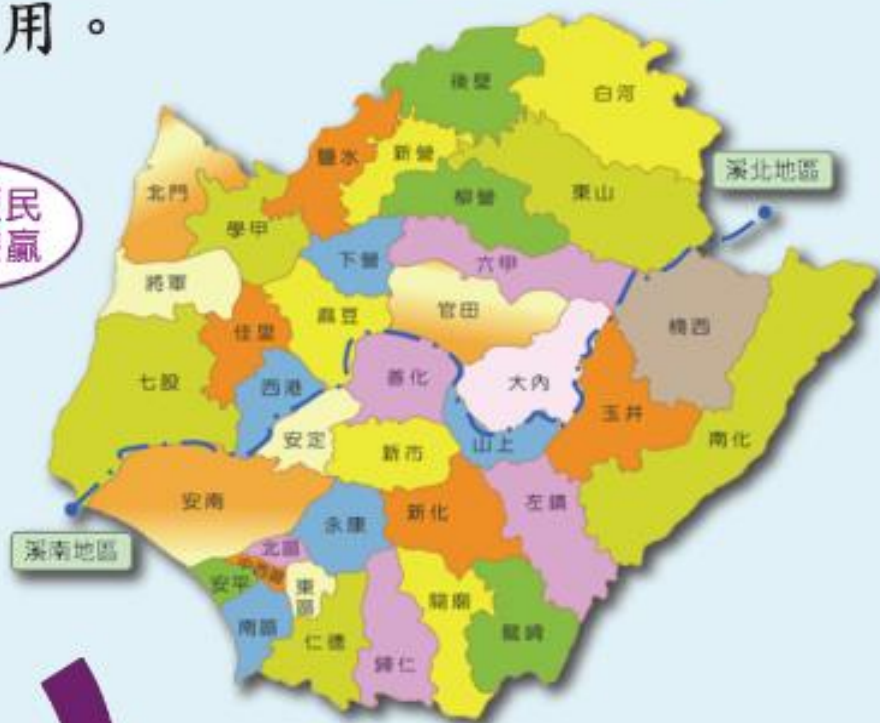 用。
民
贏
後壁
白河
鹽水
新營
溪北地區
北門
柳營
東山
學甲
下營
六甲
將軍
官田
麻豆
佳里
楠西
七股
西港
善化
大內
玉井
安定
新市
山上
南化
安南
永康
新化
左鎮
北區
溪南地區
中西區
安平
東區
龍崎
南區
仁德
歸仁